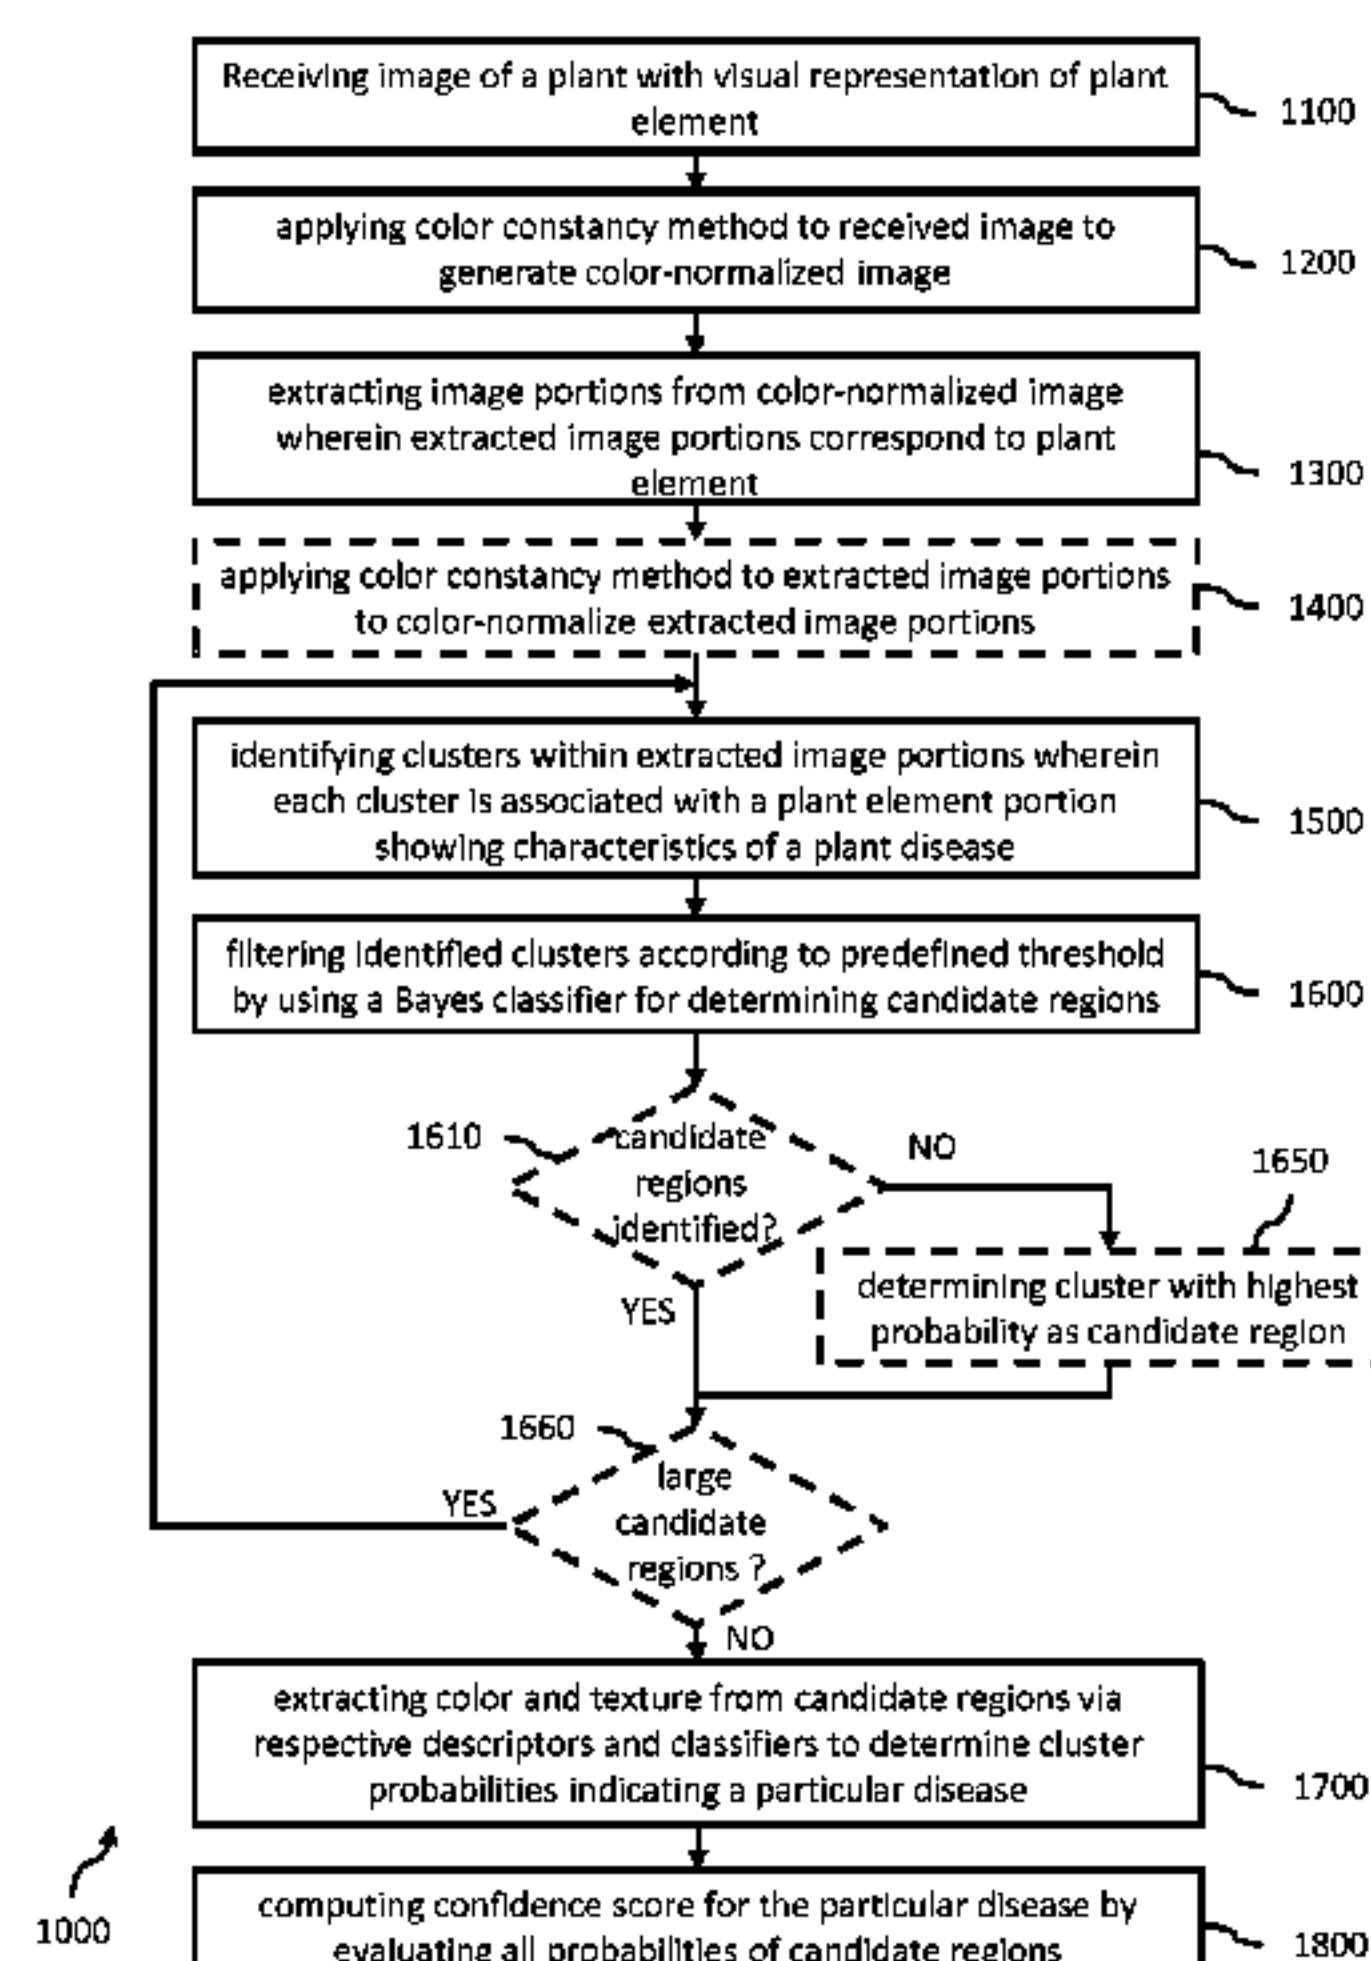 Receiving image of a plant with visual representation of plant
element
1100
applying color constancy method to received image to
generate color-normalized image
1200
extracting image portions from color-normalized image
wherein extracted image portions correspond to plant
element
1300
applying color constancy method to extracted image portions
to color-normalize extracted image portions
1400
identifying clusters within extracted image portions wherein
each cluster is associated with a plant element portion
showing characteristics of a plant disease
1500
filtering identified clusters according to predefined threshold
by using a Bayes classifier for determining candidate regions
1600
1610
candidate
regions
identified?
NO
YES
1650
determining cluster with highest
probability as candidate region
1660
large
candidate
regions ?
YES
NO
extracting color and texture from candidate regions via
respective descriptors and classifiers to determine cluster
probabilities indicating a particular disease
1700
computing confidence score for the particular disease by
evaluating all probabilities of candidate regions
1800
1000